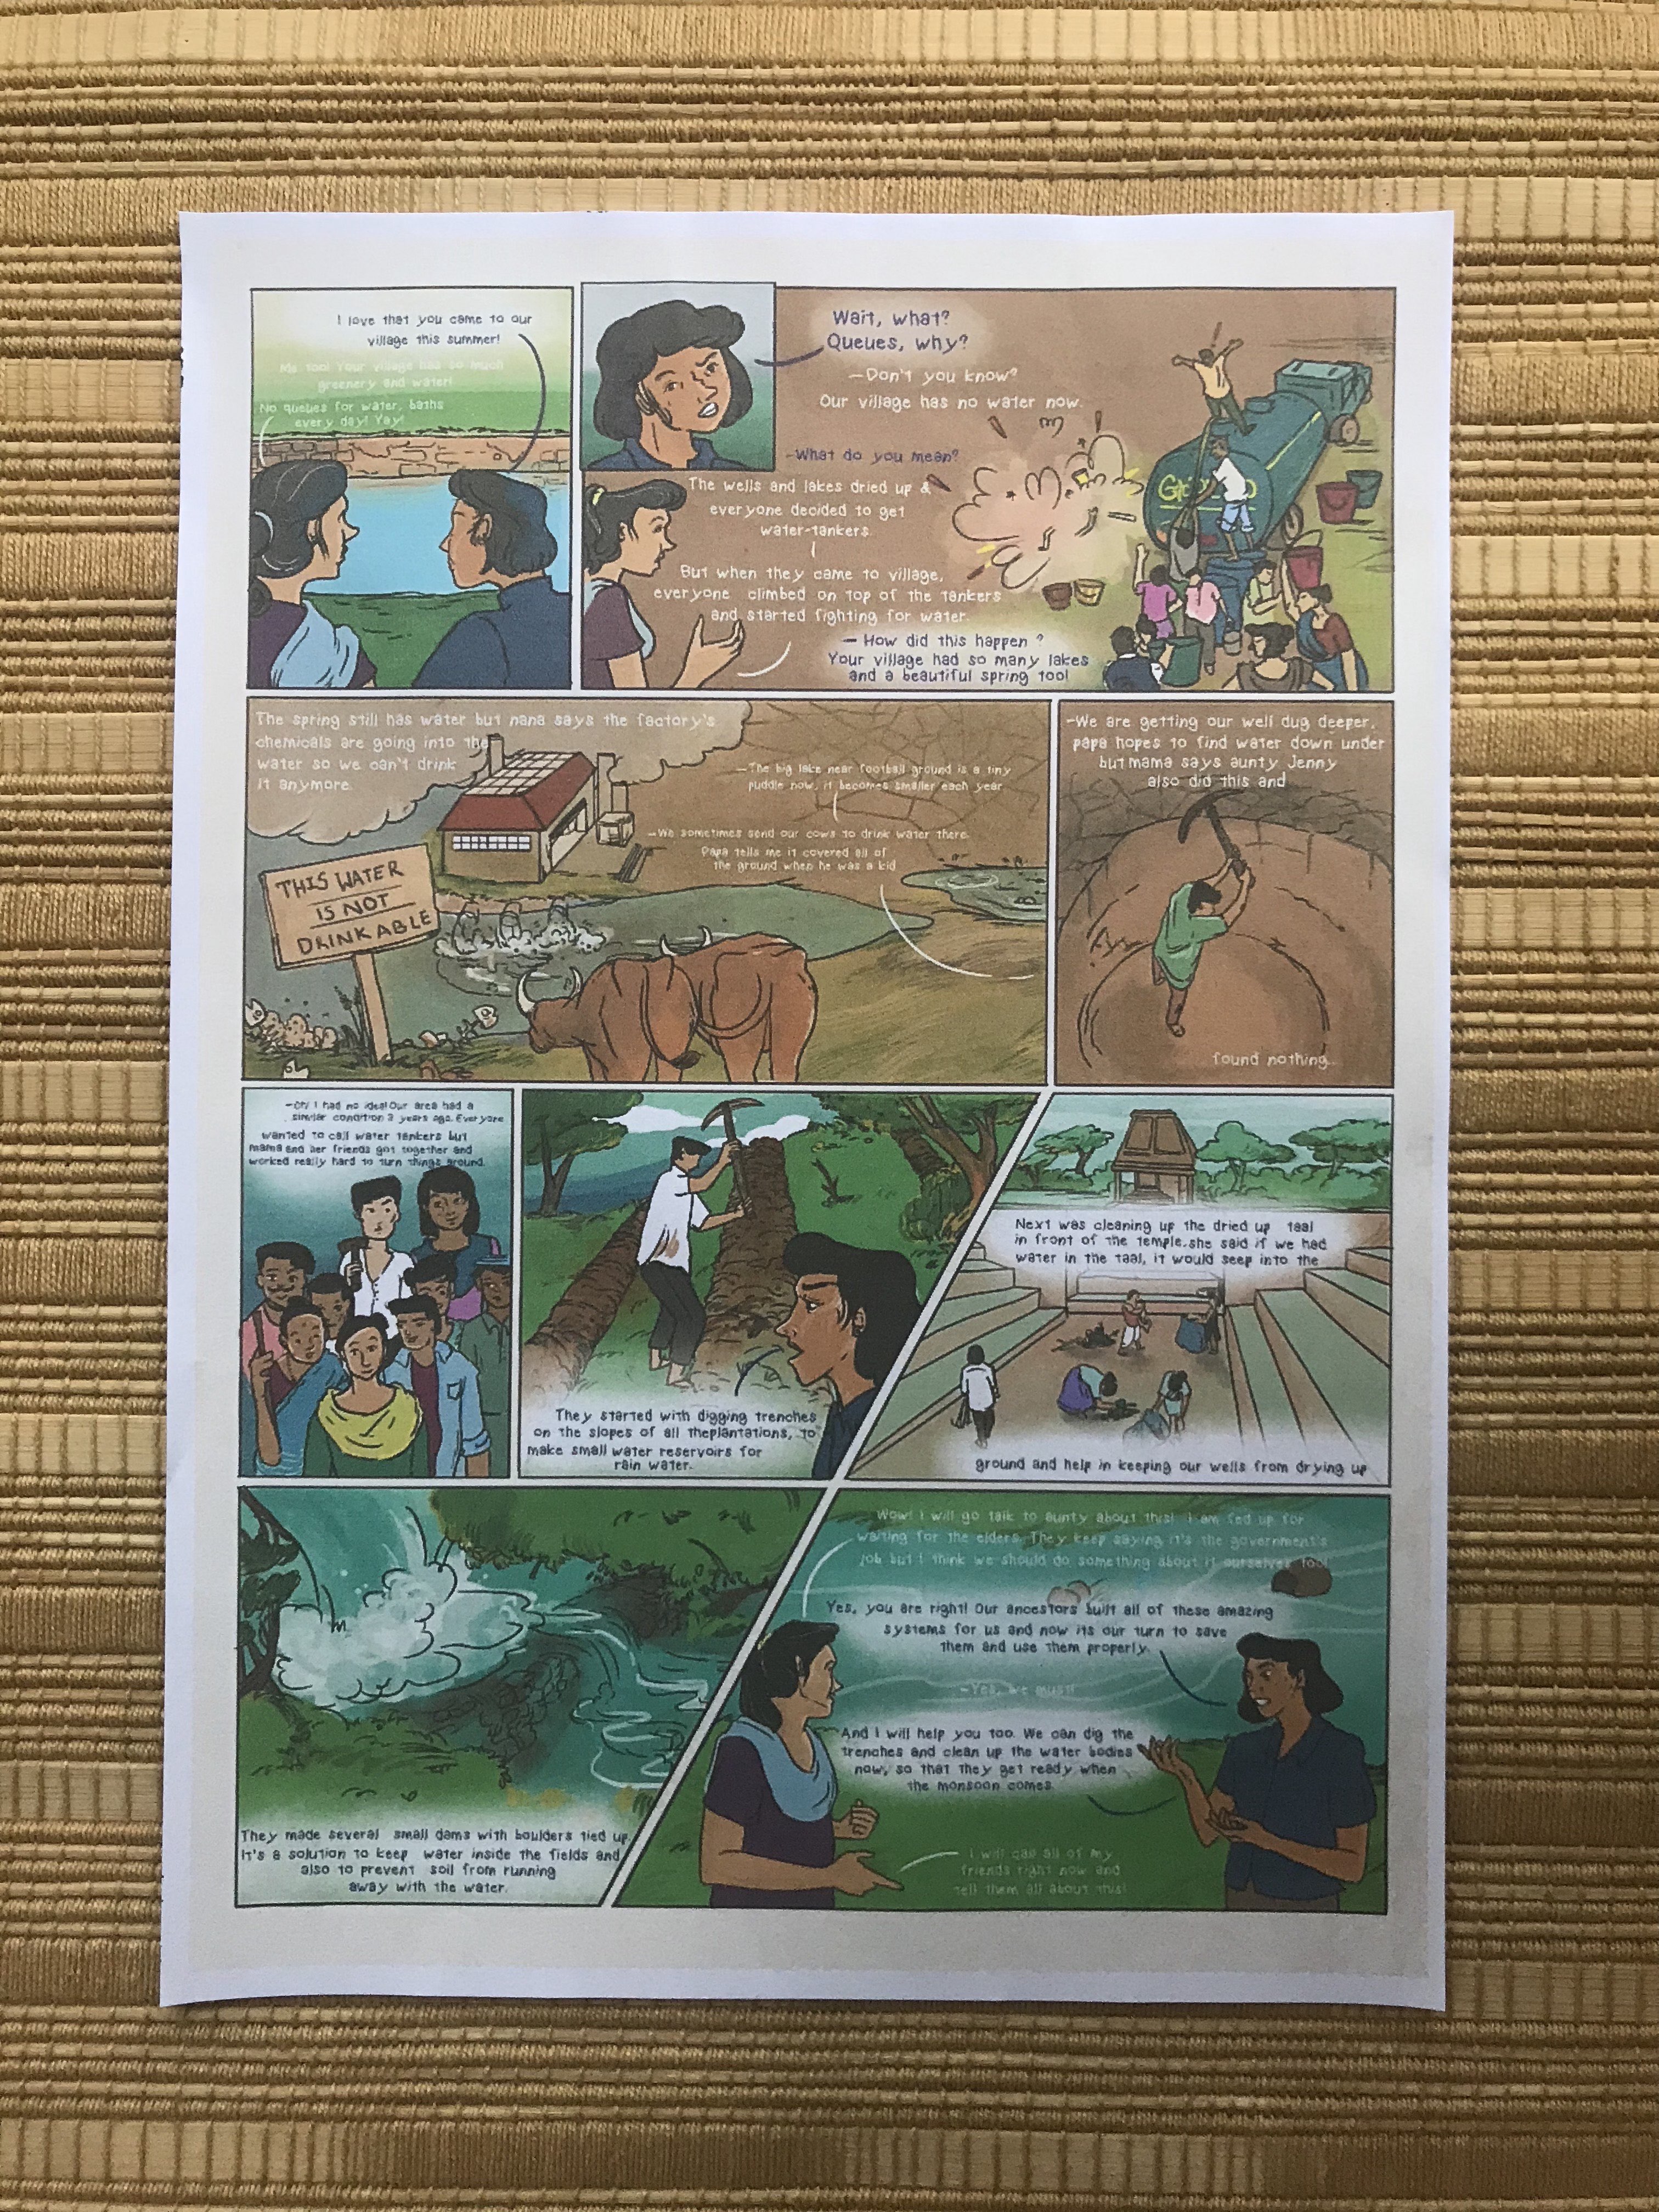 I love that you came to our
village this summer!
Me too! Your village has so much
greenery and water!
No queues for water, baths
every day! Yay!
Wait, what?
Queues, why?
—Don't you know?
Our village has no water now.
-What do you mean?
The wells and lakes dried up &
everyone decided to get
water-tankers.
But when they came to village,
everyone climbed on top of the tankers
and started fighting for water.
— How did this happen ?
Your village had so many lakes
and a beautiful spring too!
The spring still has water but nana says the factory's
chemicals are going into the
water so we can't drink
it anymore.
—The big lake near football ground is a tiny
puddle now, it becomes smaller each year
—We sometimes send our cows to drink water there.
Papa tells me it covered all of
the ground when he was a kid
THIS WATER
IS NOT
DRINKABLE
-We are getting our well dug deeper,
papa hopes to find water down under
but mama says aunty Jenny
also did this and
found nothing..
-Oh! I had no idea! Our area had a
similar condition 3 years ago. Everyone
wanted to call water tankers but
mama and her friends got together and
worked really hard to turn things around.
They started with digging trenches
on the slopes of all theplantations, to
make small water reservoirs for
rain water.
Next was cleaning up the dried up taal
in front of the temple.she said if we had
water in the taal, it would seep into the
ground and help in keeping our wells from drying up
They made several small dams with boulders tied up.
It's a solution to keep water inside the fields and
also to prevent soil from running
away with the water.
Wow! I will go talk to aunty about this! I am fed up for
waiting for the elders. They keep saying it's the government's
job but I think we should do something about it ourselves too!
Yes, you are right! Our ancestors built all of these amazing
systems for us and now its our turn to save
them and use them properly.
—Yes, we must!
And I will help you too. We can dig the
trenches and clean up the water bodies
now, so that they get ready when
the monsoon comes.
— I will call all of my
friends right now and
tell them all about this!